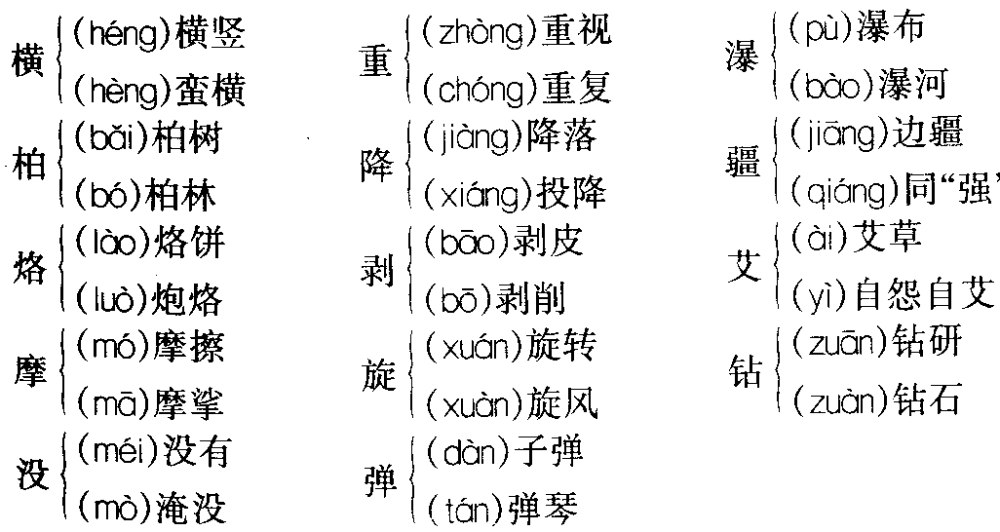 横
(héng)横竖
(hèng)蛮横
柏
(bǎi)柏树
(bó)柏林
烙
(lào)烙饼
(luò)炮烙
摩
(mó)摩擦
(mā)摩挲
没
(méi)没有
(mò)淹没
重
(zhòng)重视
(chóng)重复
降
(jiàng)降落
(xiáng)投降
剥
(bāo)剥皮
(bō)剥削
旋
(xuán)旋转
(xuàn)旋风
弹
(dàn)子弹
(tán)弹琴
瀑
(pù)瀑布
(bào)瀑河
疆
(jiāng)边疆
(qiáng)同“强’
艾
(ài)艾草
(yì)自怨自艾
钻
(zuān)钻研
(zuàn)钻石